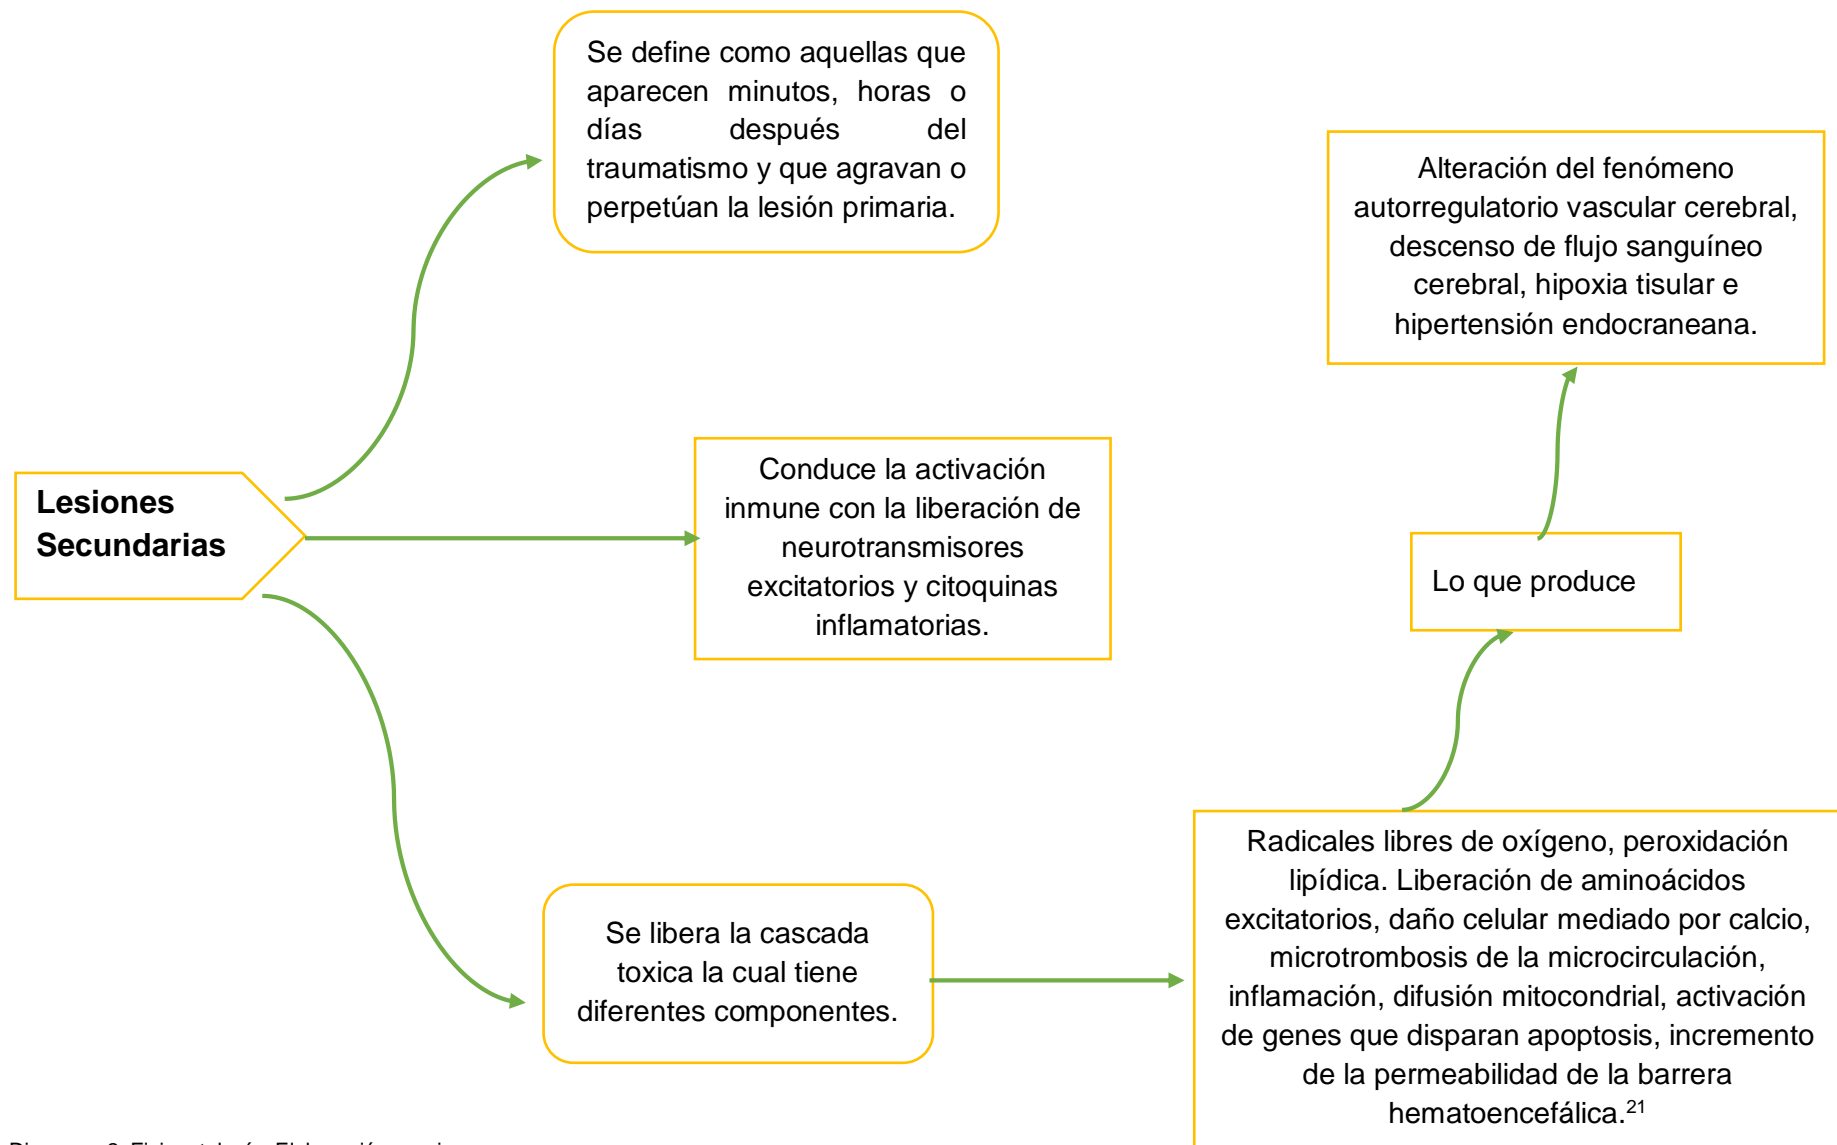 Se define como aquellas que
aparecen minutos, horas o
días después del
traumatismo y que agravan o
perpetúan la lesión primaria.
Alteración del fenómeno
autorregulatorio vascular cerebral,
descenso de flujo sanguíneo
cerebral, hipoxia tisular e
hipertensión endocraneana.
Conduce la activación
inmune con la liberación de
neurotransmisores
excitatorios y citoquinas
inflamatorias.
Lesiones
Secundarias
Lo que produce
Radicales libres de oxígeno, peroxidación
lipídica. Liberación de aminoácidos
excitatorios, daño celular mediado por calcio,
microtrombosis de la microcirculación,
inflamación, difusión mitocondrial, activación
de genes que disparan apoptosis, incremento
de la permeabilidad de la barrera
hematoencefálica.21
Se libera la cascada
toxica la cual tiene
diferentes componentes.